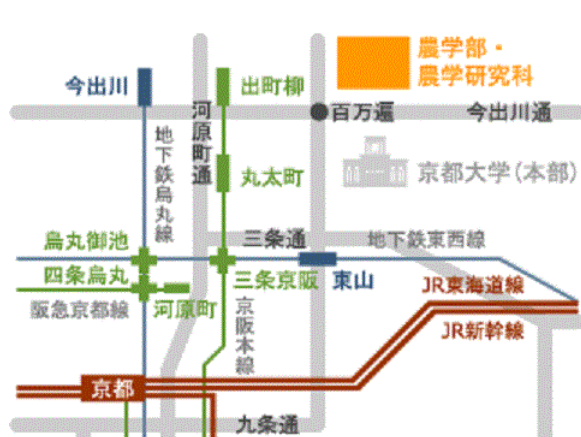 農学部・
農学研究科
今出川
出町柳
河原町通
百万遍
今出川通
地下鉄烏丸線
丸太町
京都大学(本部)
烏丸御池
三条通
地下鉄東西線
四条烏丸
三条京阪
東山
阪急京都線
河原町
京阪本線
JR東海道線
JR新幹線
京都
九条通